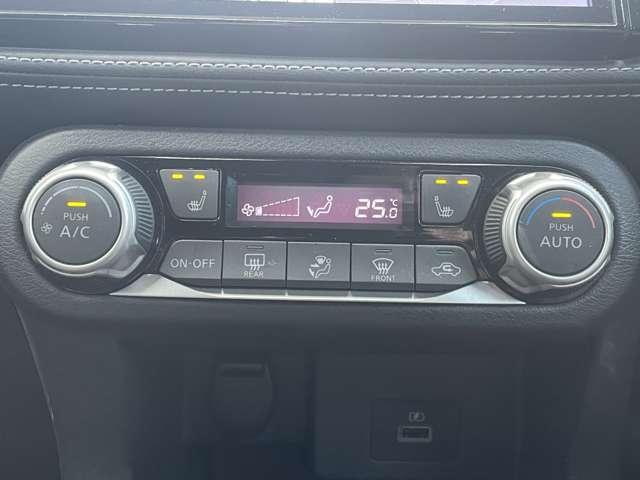 PUSH
A/C
25.0
°C
PUSH
AUTO
ON-OFF
REAR
FRONT